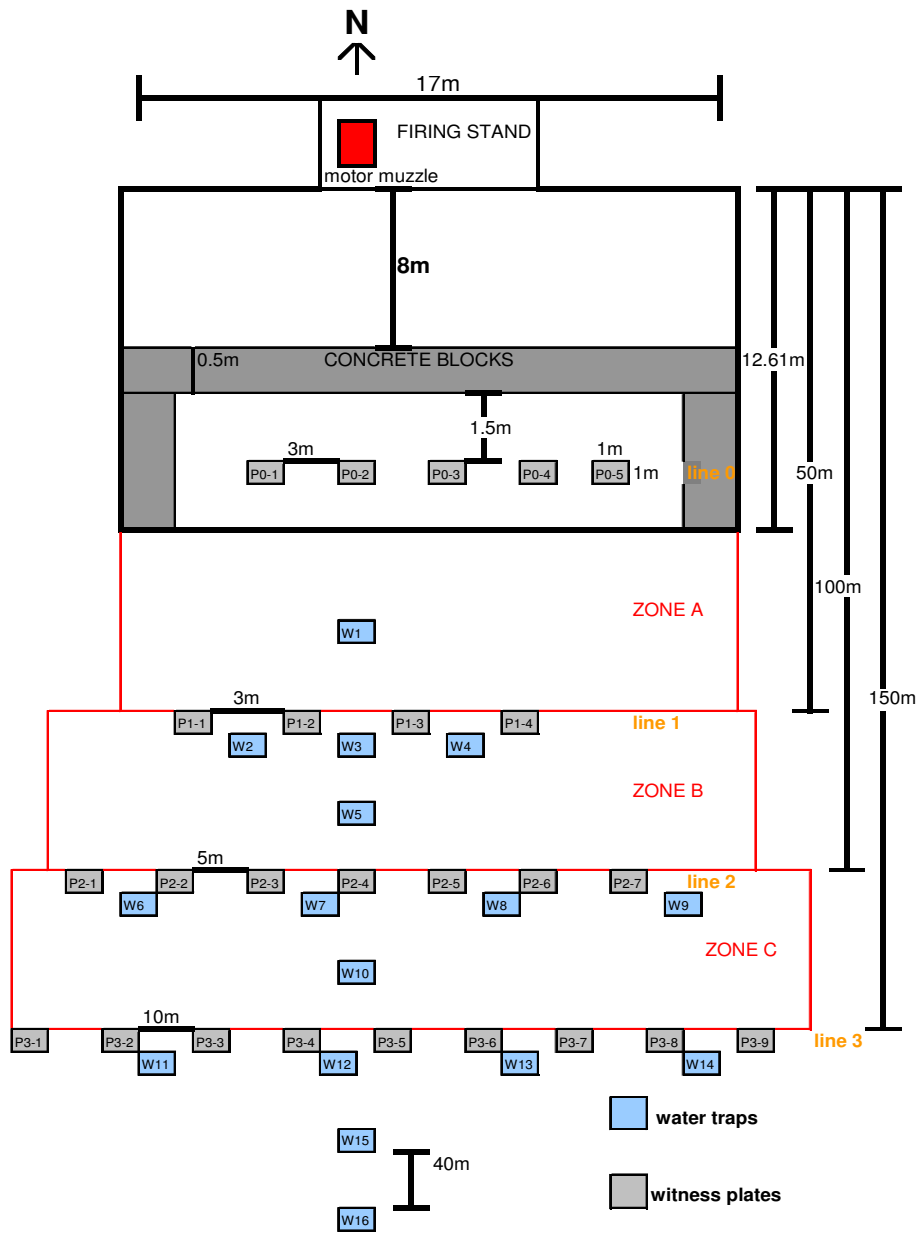 N
17m
FIRING STAND
motor muzzle
8m
0.5m
CONCRETE BLOCKS
12.61m
1.5m
3m
1m
P0-1
P0-2
P0-3
P0-4
P0-5
1m
line 0
50m
100m
ZONE A
W1
150m
3m
P1-1
P1-2
P1-3
P1-4
line 1
W2
W3
W4
ZONE B
W5
5m
P2-1
P2-2
P2-3
P2-4
P2-5
P2-6
P2-7
line 2
W6
W7
W8
W9
ZONE C
W10
10m
P3-1
P3-2
P3-3
P3-4
P3-5
P3-6
P3-7
P3-8
P3-9
line 3
W11
W12
W13
W14
water traps
W15
40m
witness plates
W16